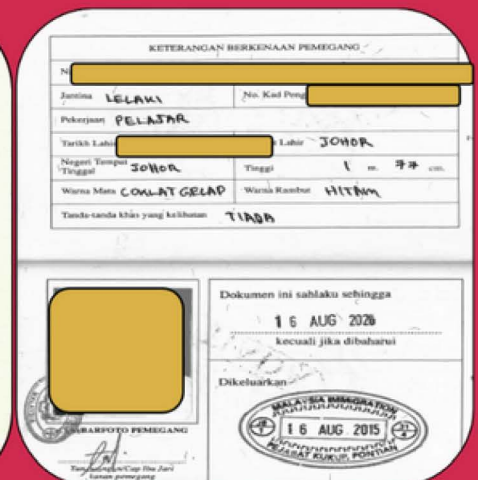 KETERANGAN BERKENAAN PEMEGANG
Jantina LELAKI No. Kad Peng
Pekerjaan PELAJAR
Tarikh Lahir Lahir JOHOR
Negeri Tempat Tinggal JOHOR Tinggi 1 m. 77 cm.
Warna Mata COKLAT GELAP Warna Rambut HITAM
Tanda-tanda khas yang kelihatan TIADA
Dokumen ini sahlaku sehingga
16 AUG 2026
kecuali jika dibaharui
Dikeluarkan
MALAYSIA IMMIGRATION
16 AUG 2015
PEJABAT KUKUP, PONTIAN
GAMBARFOTO PEMEGANG
Tandatangan/Cap Ibu Jari
kanan pemegang